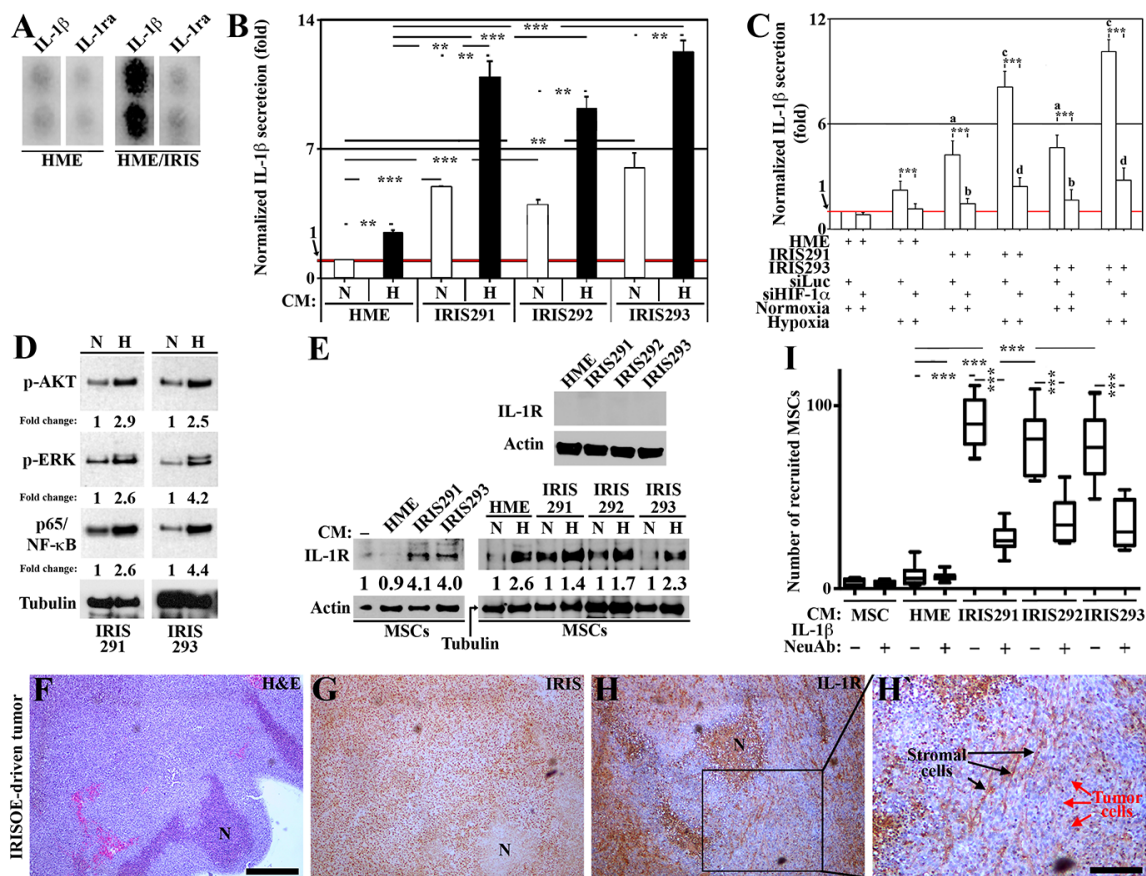 A
IL-1β IL-1ra IL-1β IL-1ra
HME HME/IRIS
B
Normalized IL-1β secreteion (fold)
14
7
1
0
** *** ** *** ** *** ** *** ** **
CM: N H N H N H N H
HME IRIS291 IRIS292 IRIS293
C
Normalized IL-1β secretion
(fold)
12
6
1
0
*** a *** b c *** d a *** b c *** d
HME + + + +
IRIS291 + + + +
IRIS293 + + + +
siLuc + + + + + +
siHIF-1α + + + + + +
Normoxia + + + + + +
Hypoxia + + + + + +
D
N H N H
p-AKT
Fold change: 1 2.9 1 2.5
p-ERK
Fold change: 1 2.6 1 4.2
p65/
NF-κB
Fold change: 1 2.6 1 4.4
Tubulin
IRIS
291
IRIS
293
E
HME IRIS291 IRIS292 IRIS293
IL-1R
Actin
CM: – HME IRIS291 IRIS293
IL-1R
1 0.9 4.1 4.0
Actin
MSCs
HME IRIS 291 IRIS 292 IRIS 293
N H N H N H N H
1 2.6 1 1.4 1 1.7 1 2.3
Tubulin
MSCs
I
Number of recruited MSCs
100
0
*** *** *** *** *** ***
CM: MSC HME IRIS291 IRIS292 IRIS293
IL-1β
NeuAb: – + – + – + – + – +
IRISOE-driven tumor
F H&E
N
G IRIS
N
H IL-1R
N
H'
Stromal
cells
Tumor
cells